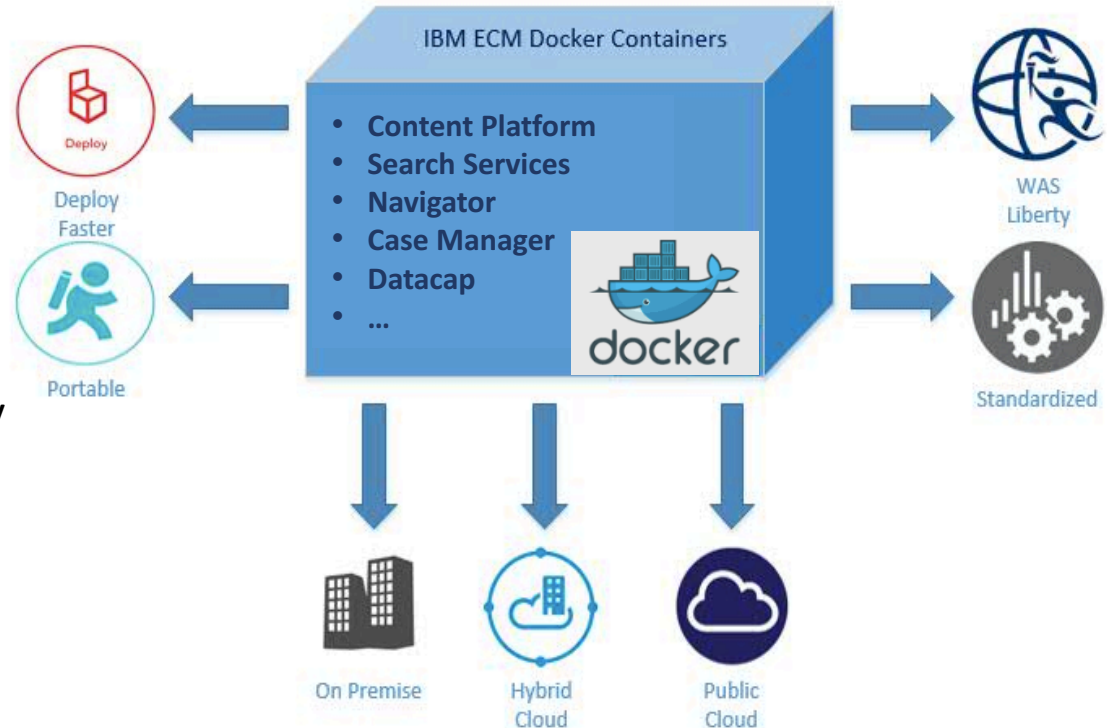 IBM ECM Docker Containers
• Content Platform
• Search Services
• Navigator
• Case Manager
• Datacap
• …
docker
Deploy
Deploy
Faster
Portable
y
WAS
Liberty
Standardized
On Premise
Hybrid
Cloud
Public
Cloud